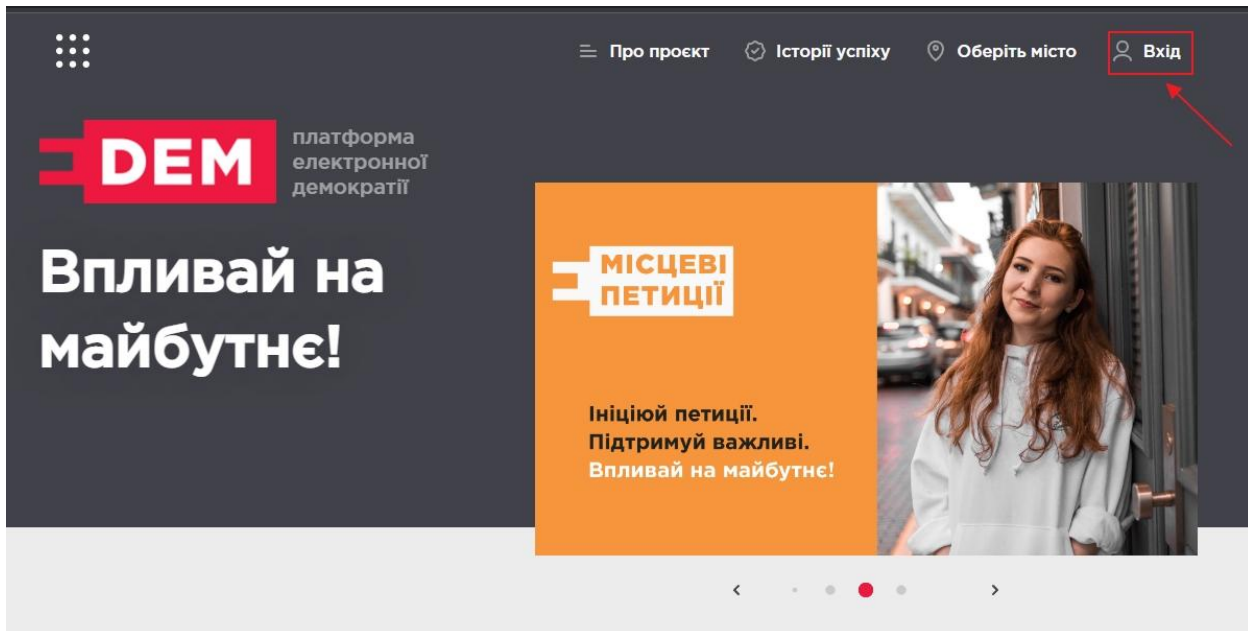 Про проєкт
Історії успіху
Оберіть місто
Вхід
DEM
платформа
електронної
демократії
Впливай на
майбутнє!
МІСЦЕВІ
ПЕТИЦІЇ
Ініціюй петиції.
Підтримуй важливі.
Впливай на майбутнє!